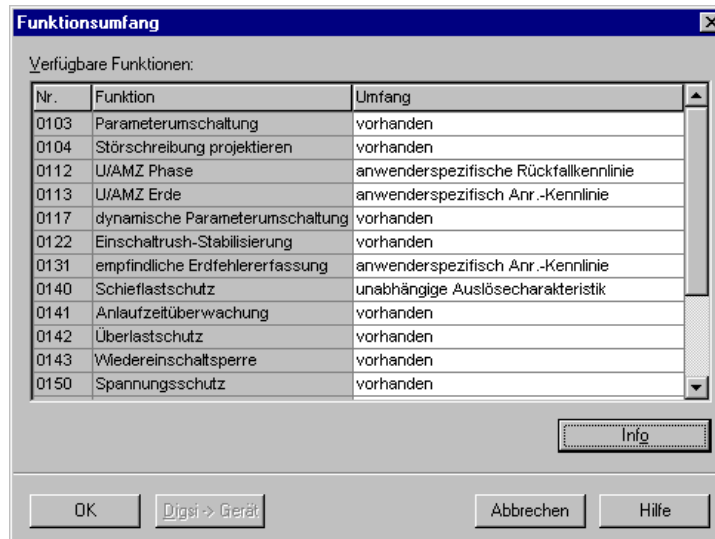 Funktionsumfang
Verfügbare Funktionen:
Nr. Funktion Umfang
0103 Parameterumschaltung vorhanden
0104 Störschreibung projektieren vorhanden
0112 U/AMZ Phase anwenderspezifische Rückfallkennlinie
0113 U/AMZ Erde anwenderspezifische Anr.-Kennlinie
0117 dynamische Parameterumschaltung vorhanden
0122 Einschaltrush-Stabilisierung vorhanden
0131 empfindliche Erdfehlererfassung anwenderspezifisch Anr.-Kennlinie
0140 Schieflastschutz unabhängige Auslösecharakteristik
0141 Anlaufzeitüberwachung vorhanden
0142 Überlastschutz vorhanden
0143 Wiedereinschaltsperre vorhanden
0150 Spannungsschutz vorhanden
Info
OK Digsi -> Gerät Abbrechen Hilfe